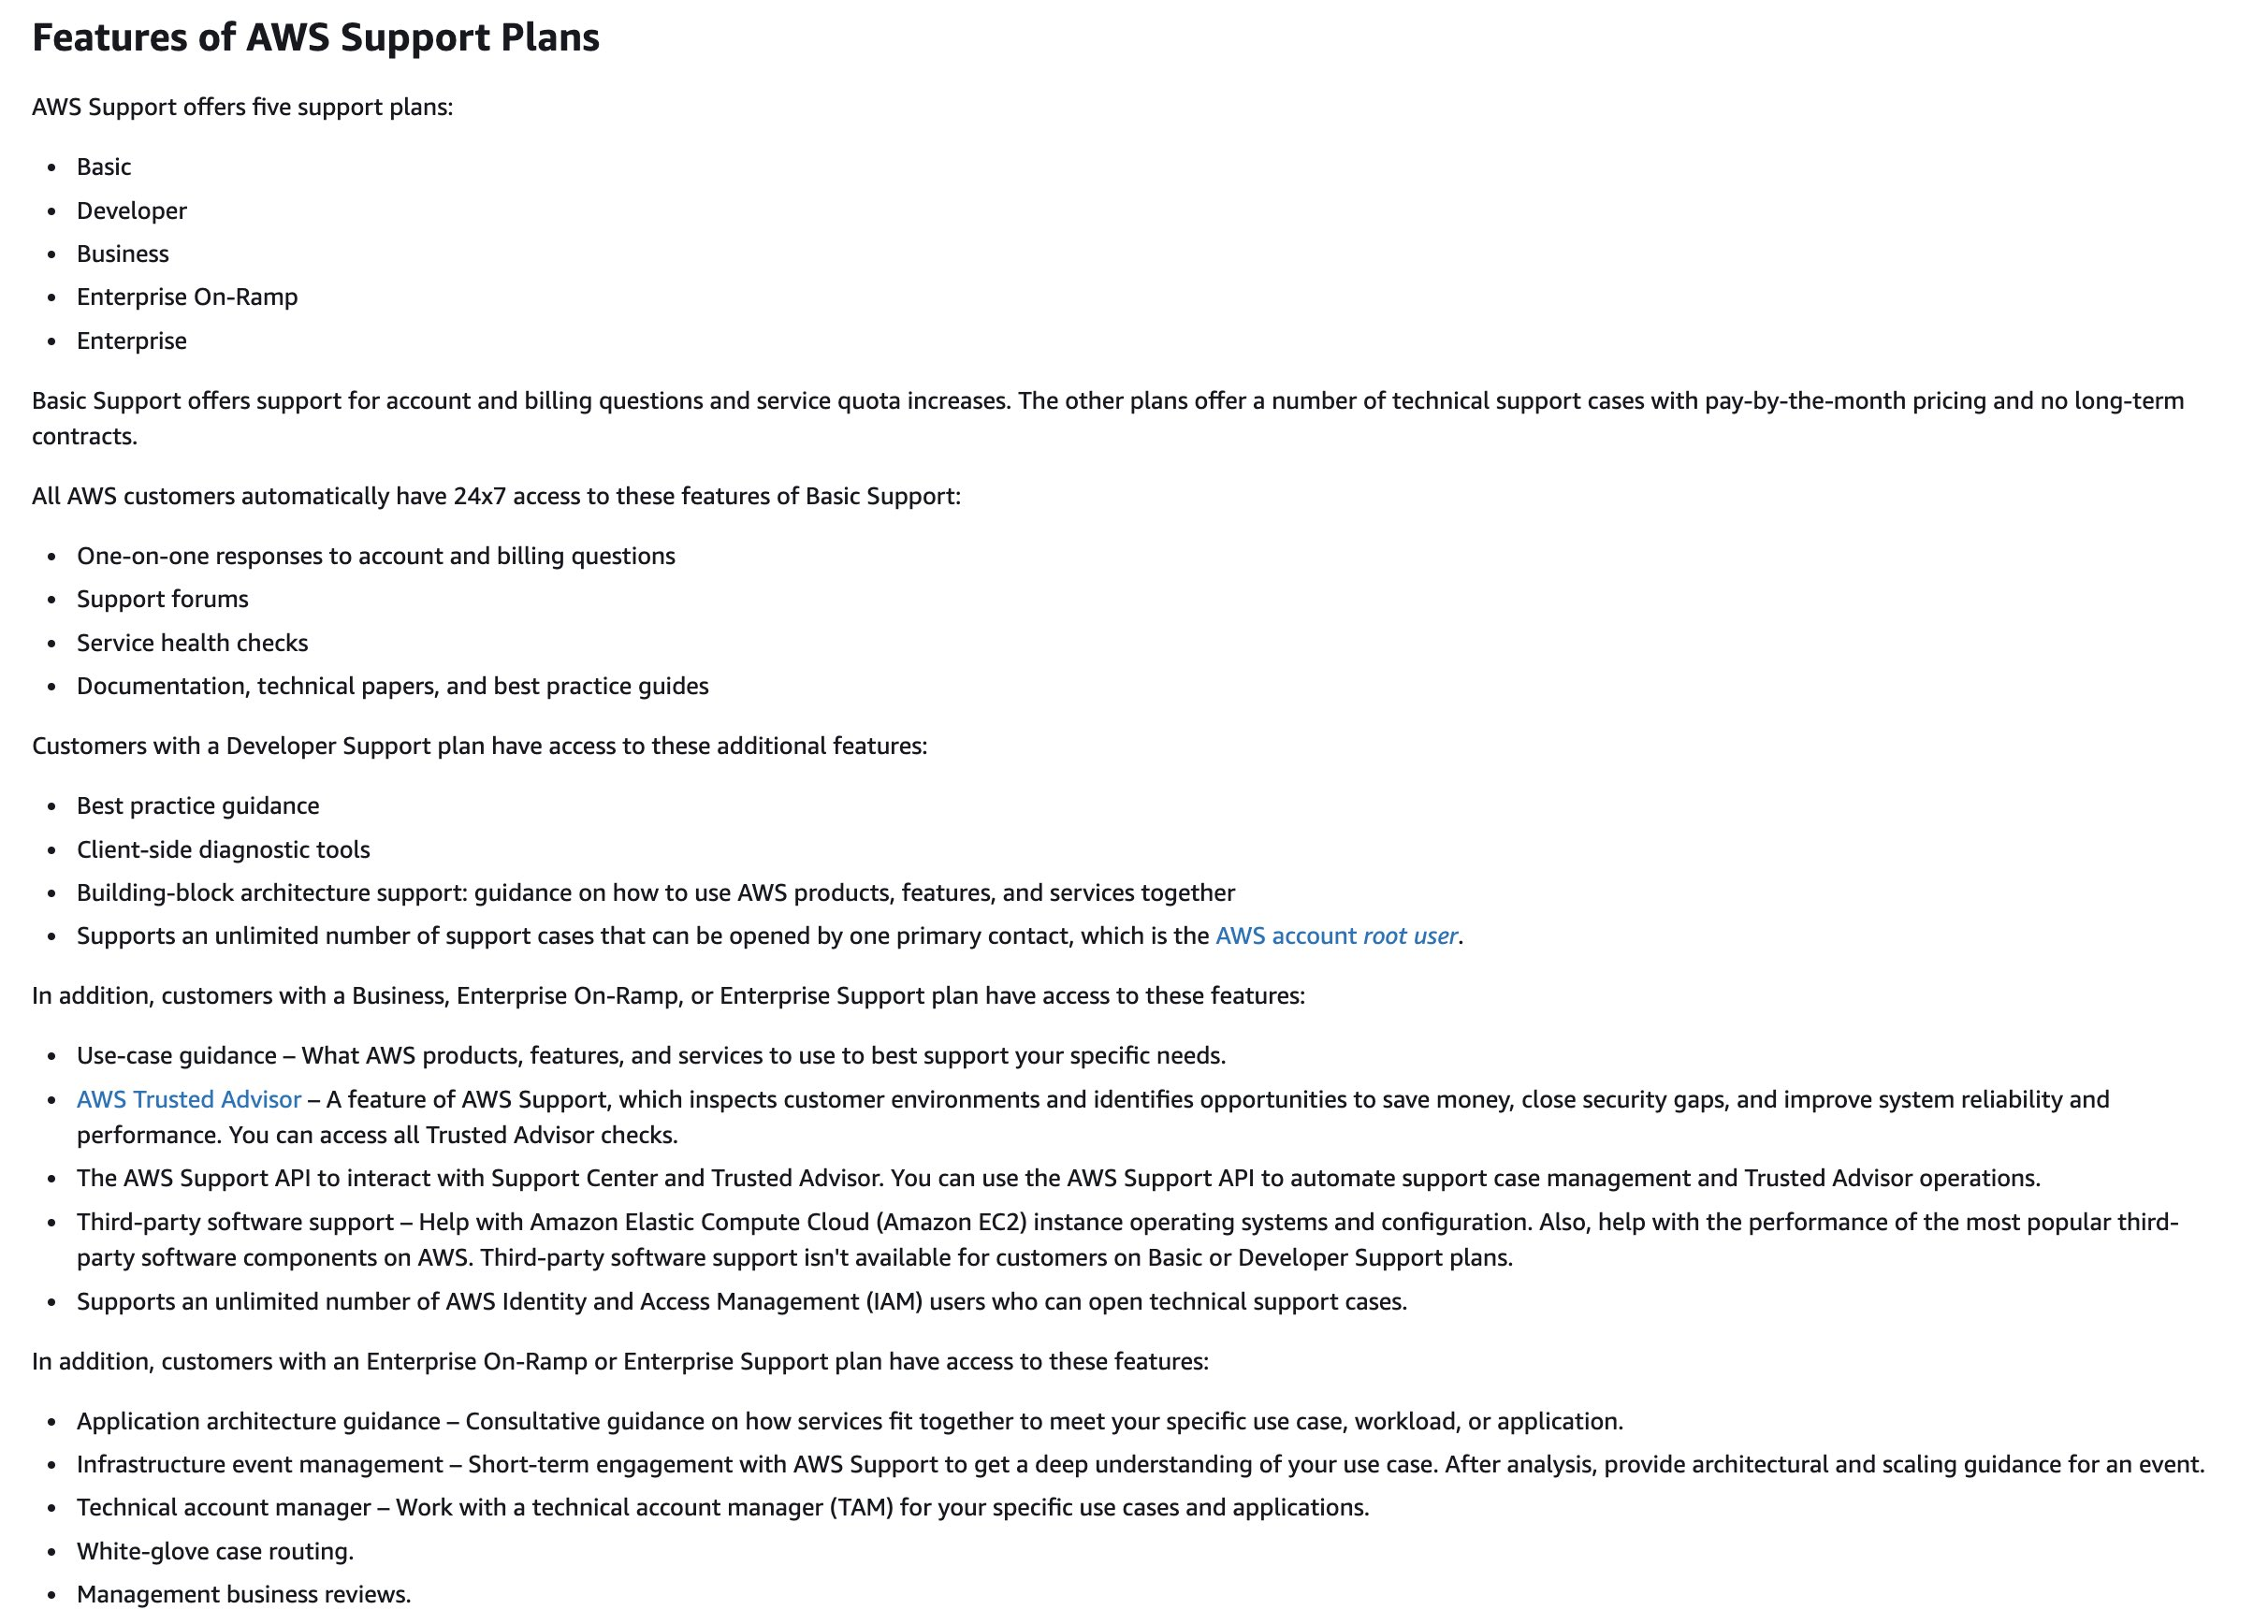 Features of AWS Support Plans
AWS Support offers five support plans:
• Basic
• Developer
• Business
• Enterprise On-Ramp
• Enterprise
Basic Support offers support for account and billing questions and service quota increases. The other plans offer a number of technical support cases with pay-by-the-month pricing and no long-term
contracts.
All AWS customers automatically have 24x7 access to these features of Basic Support:
• One-on-one responses to account and billing questions
• Support forums
• Service health checks
• Documentation, technical papers, and best practice guides
Customers with a Developer Support plan have access to these additional features:
• Best practice guidance
• Client-side diagnostic tools
• Building-block architecture support: guidance on how to use AWS products, features, and services together
• Supports an unlimited number of support cases that can be opened by one primary contact, which is the AWS account root user.
In addition, customers with a Business, Enterprise On-Ramp, or Enterprise Support plan have access to these features:
• Use-case guidance – What AWS products, features, and services to use to best support your specific needs.
• AWS Trusted Advisor – A feature of AWS Support, which inspects customer environments and identifies opportunities to save money, close security gaps, and improve system reliability and
performance. You can access all Trusted Advisor checks.
• The AWS Support API to interact with Support Center and Trusted Advisor. You can use the AWS Support API to automate support case management and Trusted Advisor operations.
• Third-party software support – Help with Amazon Elastic Compute Cloud (Amazon EC2) instance operating systems and configuration. Also, help with the performance of the most popular third-
party software components on AWS. Third-party software support isn't available for customers on Basic or Developer Support plans.
• Supports an unlimited number of AWS Identity and Access Management (IAM) users who can open technical support cases.
In addition, customers with an Enterprise On-Ramp or Enterprise Support plan have access to these features:
• Application architecture guidance – Consultative guidance on how services fit together to meet your specific use case, workload, or application.
• Infrastructure event management – Short-term engagement with AWS Support to get a deep understanding of your use case. After analysis, provide architectural and scaling guidance for an event.
• Technical account manager – Work with a technical account manager (TAM) for your specific use cases and applications.
• White-glove case routing.
• Management business reviews.